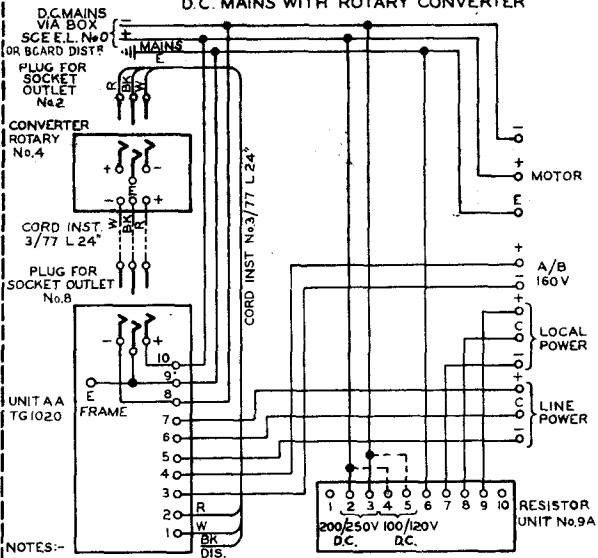 D.C. MAINS WITH ROTARY CONVERTER
D.C.MAINS
VIA BOX
SCE E.L. No0
OR BCARD DISTR
−
+
MAINS
E
PLUG FOR
SOCKET
OUTLET
No.2
R
BK
W
CONVERTER
ROTARY
No.4
+
−
E
−
+
W
BK
R
CORD INST.
3/77 L 24"
PLUG FOR
SOCKET OUTLET
No.8
CORD INST No.3/77 L 24"
−
+
E
FRAME
UNIT AA
TG1020
10
9
8
7
6
5
4
3
2
1
R
W
BK
DIS.
NOTES:-
−
+ MOTOR
E
+ A/B
− 160V
+
C LOCAL
− POWER
+
C LINE
− POWER
1 2 3 4 5 6 7 8 9 10
200/250V 100/120V
D.C. D.C.
RESISTOR
UNIT No.9A